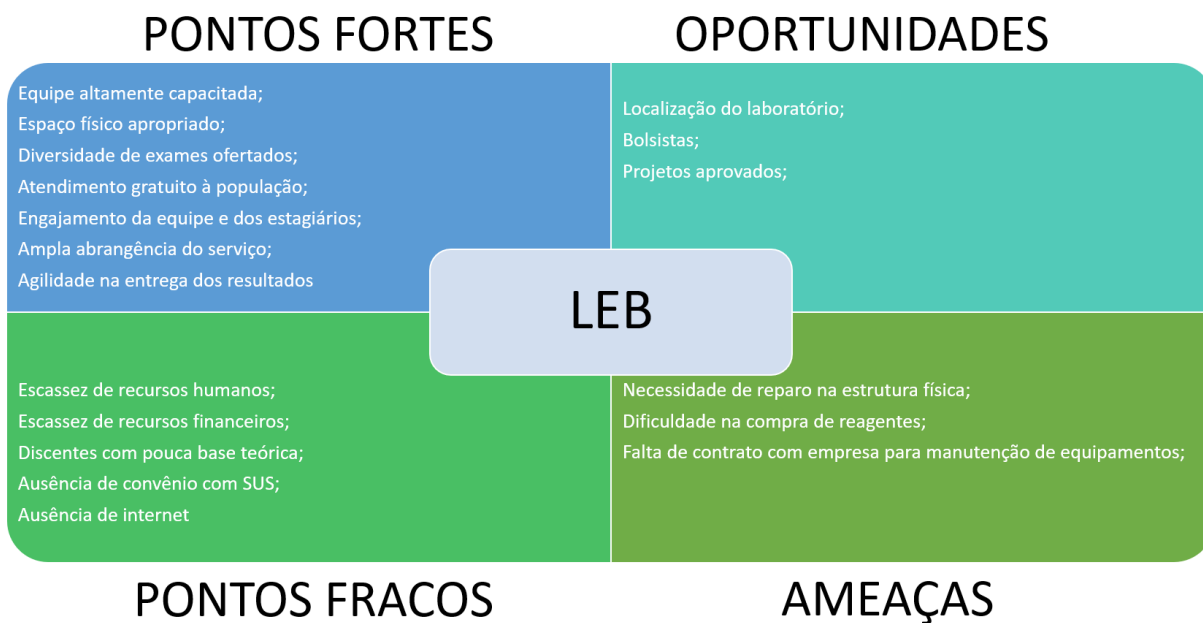 PONTOS FORTES
Equipe altamente capacitada;
Espaço físico apropriado;
Diversidade de exames ofertados;
Atendimento gratuito à população;
Engajamento da equipe e dos estagiários;
Ampla abrangência do serviço;
Agilidade na entrega dos resultados
OPORTUNIDADES
Localização do laboratório;
Bolsistas;
Projetos aprovados;
LEB
Escassez de recursos humanos;
Escassez de recursos financeiros;
Discentes com pouca base teórica;
Ausência de convênio com SUS;
Ausência de internet
PONTOS FRACOS
Necessidade de reparo na estrutura física;
Dificuldade na compra de reagentes;
Falta de contrato com empresa para manutenção de equipamentos;
AMEAÇAS